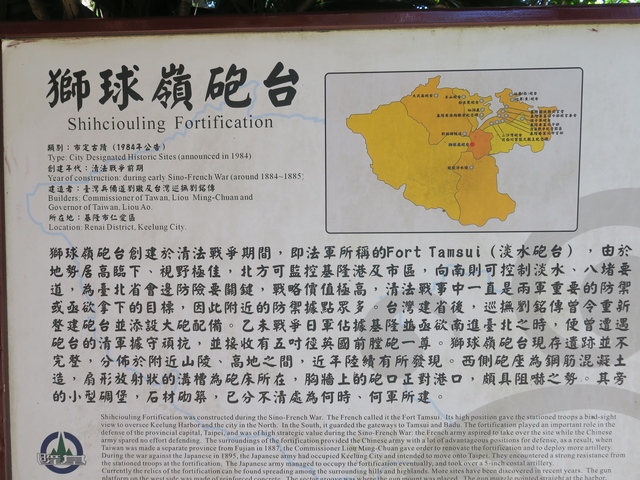 獅球嶺砲台
Shihciouling Fortification
類別：市定古蹟（1984年公告）
Type: City Designated Historic Sites (announced in 1984)
創建年代：清法戰爭前期
Year of construction: during early Sino-French War (around 1884~1885)
建造者：臺灣兵備道劉璈及台灣巡撫劉銘傳
Builders: Commissioner of Taiwan, Liou Ming-Chuan and
Governor of Taiwan, Liou Ao.
所在地：基隆市仁愛區
Location: Renai District, Keelung City.
獅球嶺砲台創建於清法戰爭期間，即法軍所稱的Fort Tamsui（淡水砲台），由於
地勢居高臨下、視野極佳，北方可監控基隆港及市區，向南則可控制淡水、八堵要
道，為臺北省會邊防險要關鍵，戰略價值極高，清法戰事中一直是兩軍重要的防禦
或亟欲拿下的目標，因此附近的防禦據點眾多。台灣建省後，巡撫劉銘傳曾令重新
整建砲台並添設大砲配備。乙未戰爭日軍佔據基隆並亟欲南進臺北之時，便曾遭遇
砲台的清軍據守頑抗，並接收有五吋徑英國前膛砲一尊。獅球嶺砲台現存遺跡並不
完整，分佈於附近山陵、高地之間，近年陸續有所發現。西側砲座為鋼筋混凝土
造，扇形放射狀的溝槽為砲床所在，胸牆上的砲口正對港口，頗具阻嚇之勢。其旁
的小型碉堡，石材砌築，已分不清處為何時、何軍所建。
Shihciouling Fortification was constructed during the Sino-French War. The French called it the Fort Tamsui. Its high position gave the stationed troops a bird-sight
view to oversee Keelung Harbor and the city in the North. In the South, it guarded the gateways to Tamsui and Badu. The fortification played an important role in the
defense of the provincial capital, Taipei, and was of high strategic value during the Sino-French War: the French army aspired to take over the site while the Chinese
army spared no effort defending. The surroundings of the fortification provided the Chinese army with a lot of advantageous positions for defense, as a result, when
Taiwan was made a separate province from Fujian in 1887, the Commissioner Liou Ming-Chuan gave order to renovate the fortification and to deploy more artillery.
During the war against the Japanese in 1895, the Japanese army had occupied Keelung City and intended to move onto Taipei. They encountered a strong resistance from
the stationed troops at the fortification. The Japanese army managed to occupy the fortification eventually, and took over a 5-inch coastal artillery.
Currently the relics of the fortification can be found spreading among the surrounding hills and highlands. More sites have been discovered in recent years. The gun